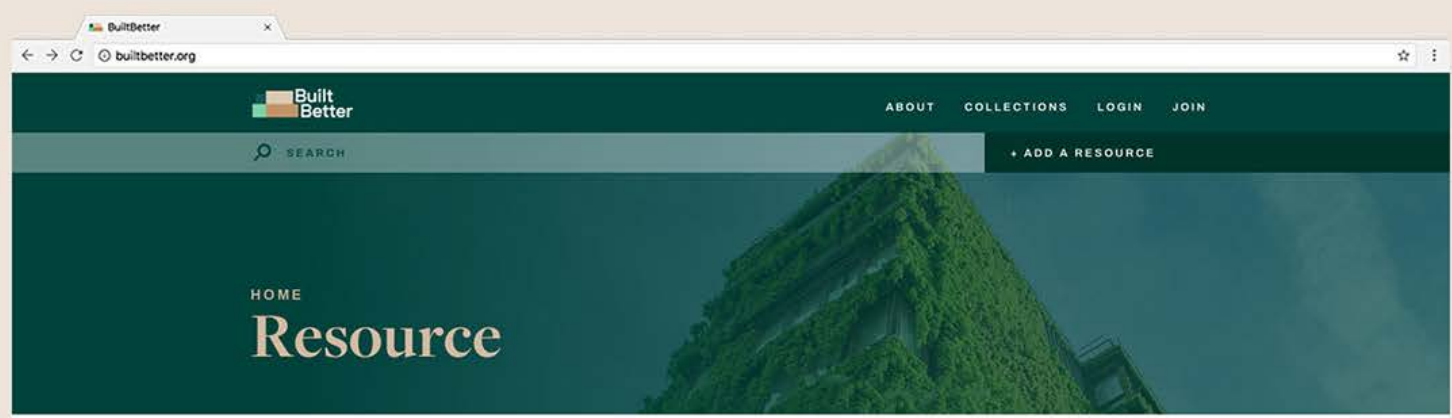 BuiltBetter
builtbetter.org
Built
Better
ABOUT COLLECTIONS LOGIN JOIN
SEARCH
+ ADD A RESOURCE
HOME
Resource